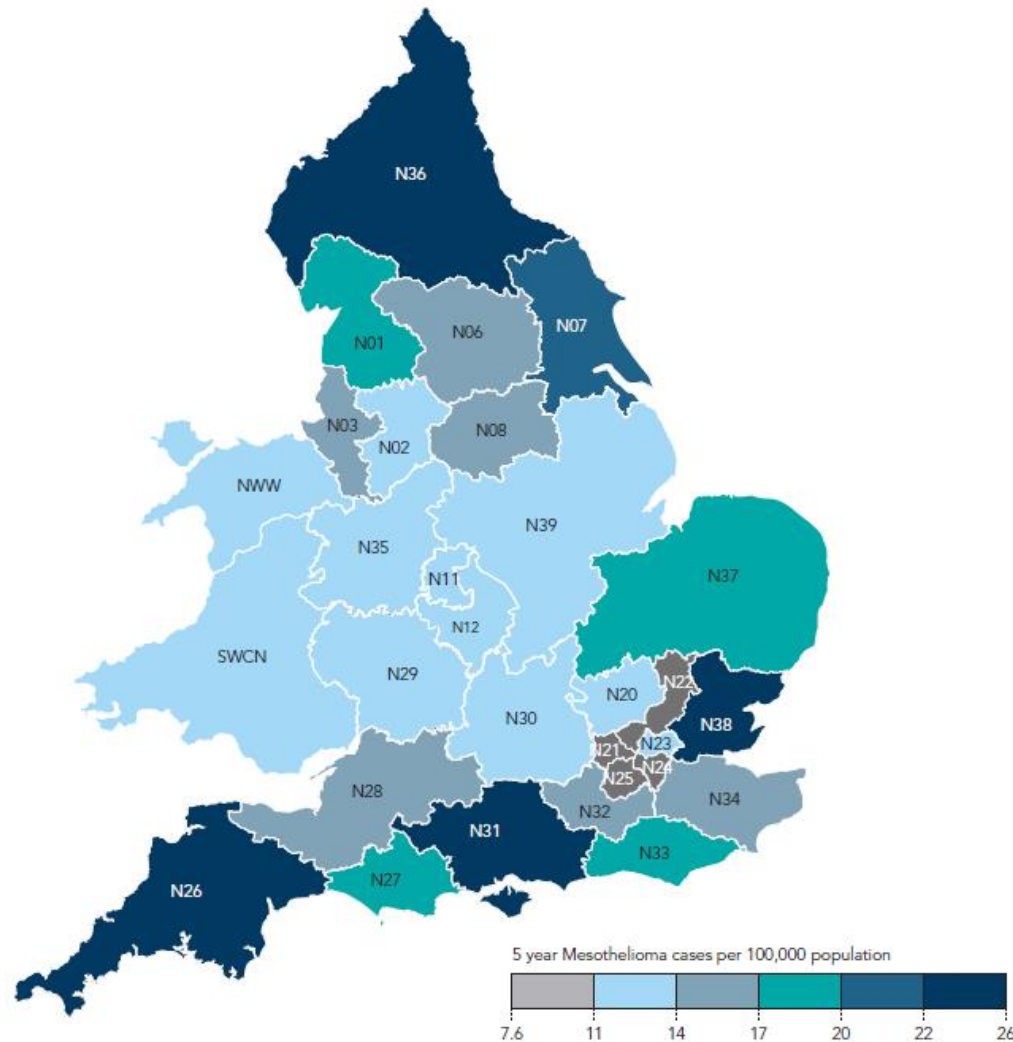 N36
N07
N06
N01
N03
N08
N02
NWW
N39
N35
N11
N37
N12
SWCN
N29
N22
N20
N30
N38
N23
N21
N24
N25
N28
N34
N32
N31
N33
N27
N26
5 year Mesothelioma cases per 100,000 population
7.6 11 14 17 20 22 26